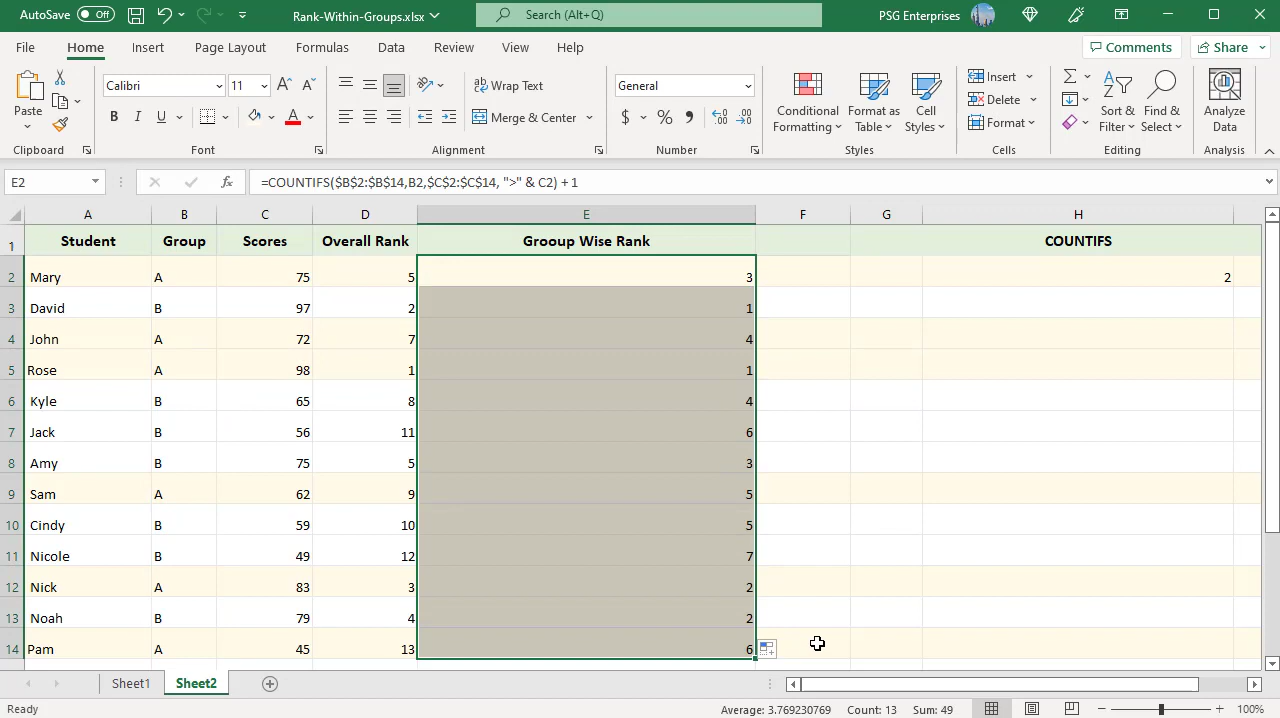 AutoSave Off Rank-Within-Groups.xlsx Search (Alt+Q) PSG Enterprises
File Home Insert Page Layout Formulas Data Review View Help Comments Share
Paste Calibri 11 Wrap Text General Conditional Formatting Format as Table Cell Styles Insert Sort & Filter Find & Select Analyze Data
B I U A Merge & Center $ % Delete
Format
Clipboard Font Alignment Number Styles Cells Editing Analysis
E2 fx =COUNTIFS($B$2:$B$14,B2,$C$2:$C$14, ">" & C2) + 1
A B C D E F G H
1 Student Group Scores Overall Rank Grooup Wise Rank COUNTIFS
2 Mary A 75 5 3 2
3 David B 97 2 1
4 John A 72 7 4
5 Rose A 98 1 1
6 Kyle B 65 8 4
7 Jack B 56 11 6
8 Amy B 75 5 3
9 Sam A 62 9 5
10 Cindy B 59 10 5
11 Nicole B 49 12 7
12 Nick A 83 3 2
13 Noah B 79 4 2
14 Pam A 45 13 6
Sheet1 Sheet2
Ready Average: 3.769230769 Count: 13 Sum: 49 100%